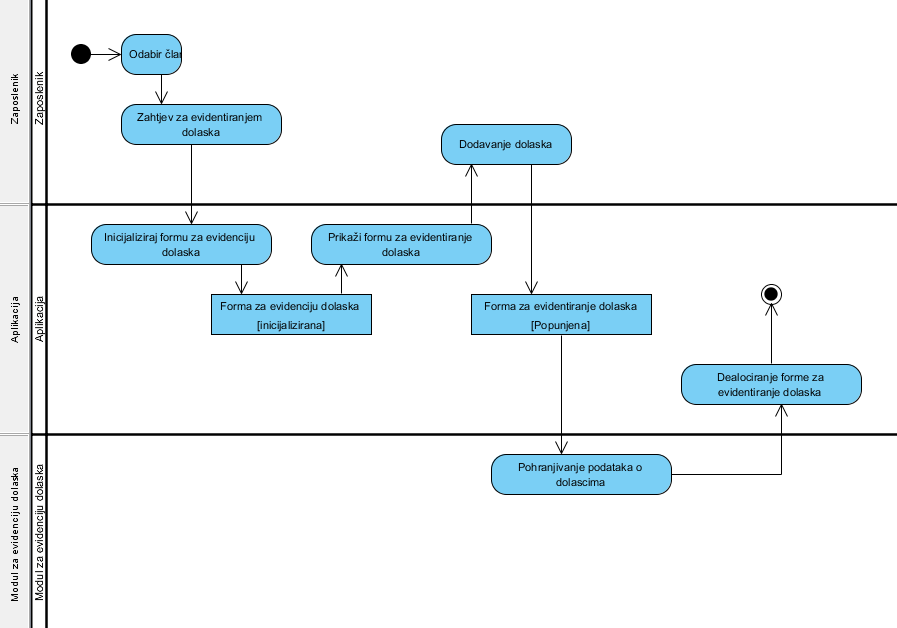 Zaposlenik
Zaposlenik
Odabir član
Zahtjev za evidentiranjem
dolaska
Dodavanje dolaska
Aplikacija
Aplikacija
Inicijaliziraj formu za evidenciju
dolaska
Prikaži formu za evidentiranje
dolaska
Forma za evidenciju dolaska
[inicijalizirana]
Forma za evidentiranje dolaska
[Popunjena]
Dealociranje forme za
evidentiranje dolaska
Modul za evidenciju dolaska
Modul za evidenciju dolaska
Pohranjivanje podataka o
dolascima